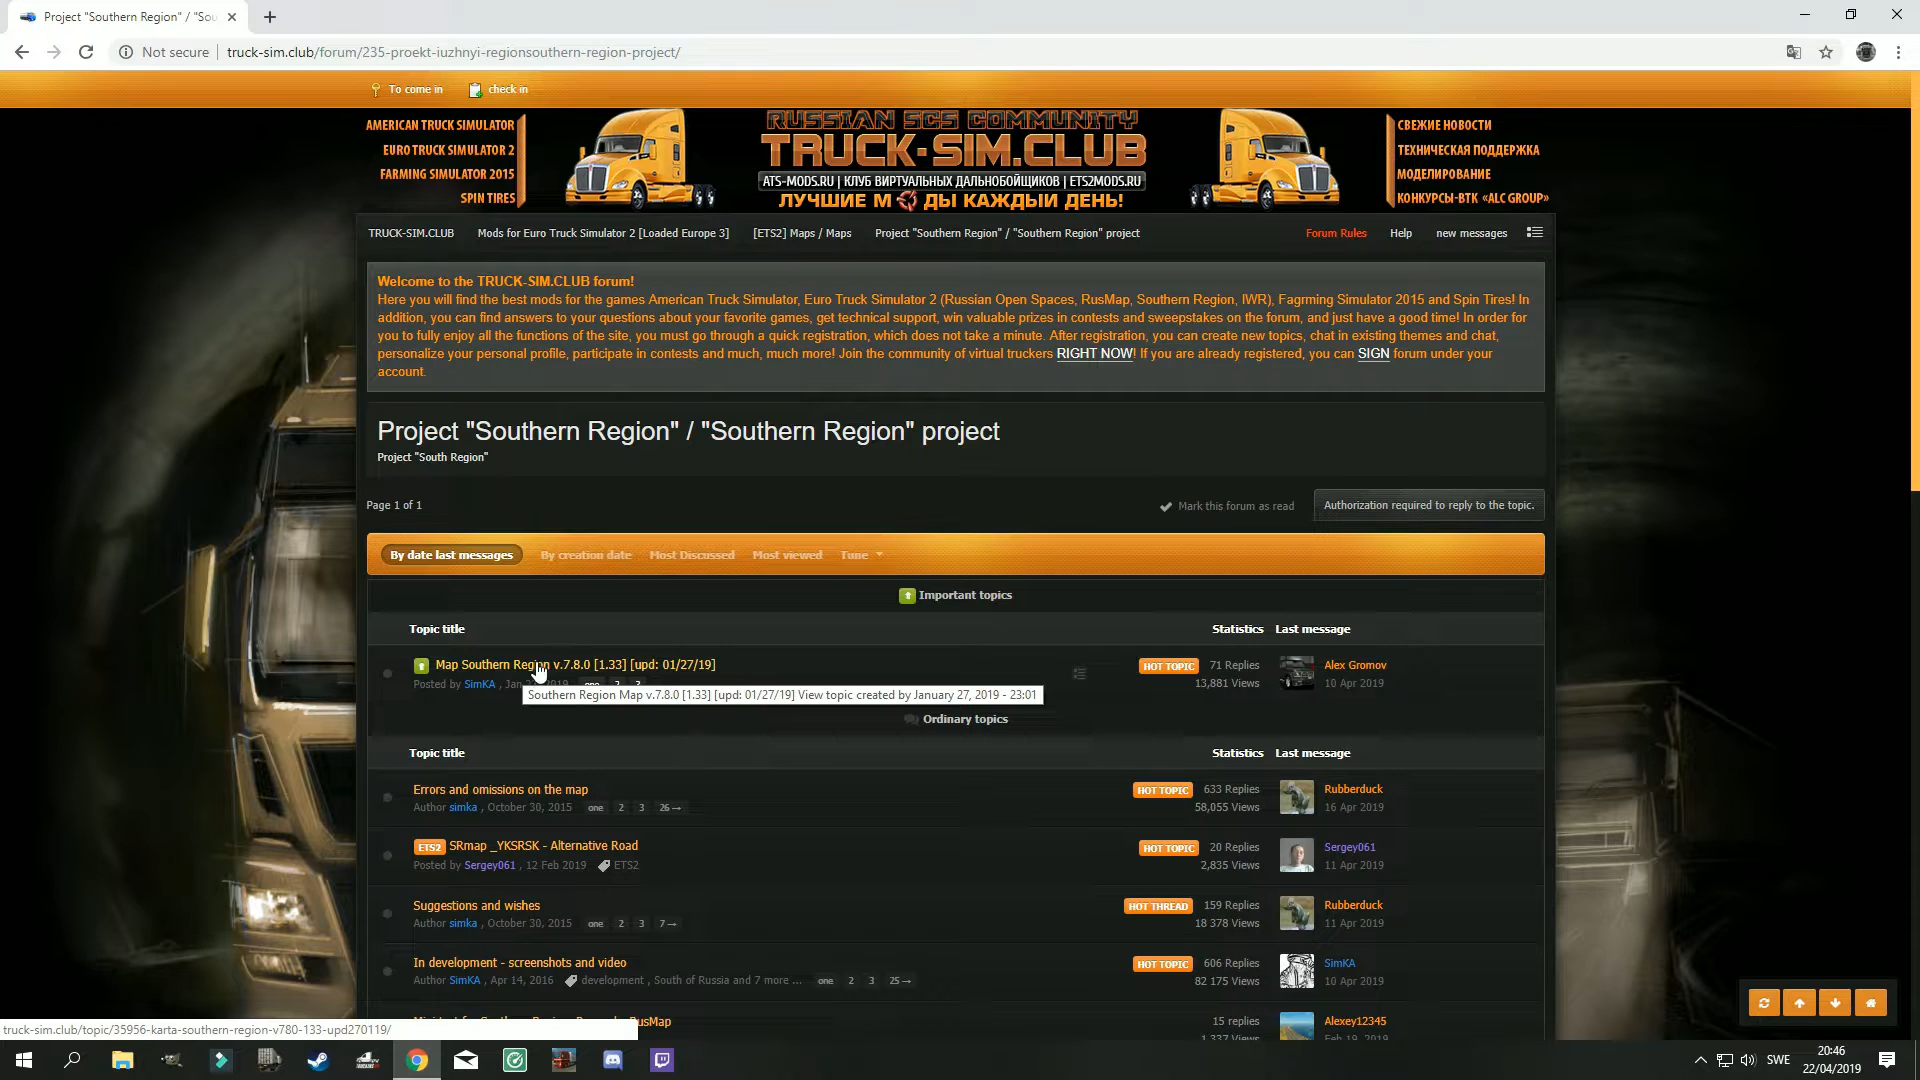 Project "Southern Region" / "Sou
Not secure
truck-sim.club/forum/235-proekt-iuzhnyi-regionsouthern-region-project/
To come in
check in
AMERICAN TRUCK SIMULATOR
EURO TRUCK SIMULATOR 2
FARMING SIMULATOR 2015
SPIN TIRES
RUSSIAN SCS COMMUNITY
TRUCK-SIM.CLUB
ATS-MODS.RU | КЛУБ ВИРТУАЛЬНЫХ ДАЛЬНОБОЙЩИКОВ | ETS2MODS.RU
ЛУЧШИЕ МОДЫ КАЖДЫЙ ДЕНЬ!
СВЕЖИЕ НОВОСТИ
ТЕХНИЧЕСКАЯ ПОДДЕРЖКА
МОДЕЛИРОВАНИЕ
КОНКУРСЫ-ВТК «ALC GROUP»
TRUCK-SIM.CLUB
Mods for Euro Truck Simulator 2 [Loaded Europe 3]
[ETS2] Maps / Maps
Project "Southern Region" / "Southern Region" project
Forum Rules
Help
new messages
Welcome to the TRUCK-SIM.CLUB forum!
Here you will find the best mods for the games American Truck Simulator, Euro Truck Simulator 2 (Russian Open Spaces, RusMap, Southern Region, IWR), Fagrming Simulator 2015 and Spin Tires! In
addition, you can find answers to your questions about your favorite games, get technical support, win valuable prizes in contests and sweepstakes on the forum, and just have a good time! In order for
you to fully enjoy all the functions of the site, you must go through a quick registration, which does not take a minute. After registration, you can create new topics, chat in existing themes and chat,
personalize your personal profile, participate in contests and much, much more! Join the community of virtual truckers RIGHT NOW! If you are already registered, you can SIGN forum under your
account.
Project "Southern Region" / "Southern Region" project
Project "South Region"
Page 1 of 1
Mark this forum as read
Authorization required to reply to the topic.
By date last messages
By creation date
Most Discussed
Most viewed
Tune
Important topics
Topic title
Statistics
Last message
Map Southern Region v.7.8.0 [1.33] [upd: 01/27/19]
HOT TOPIC
71 Replies
Alex Gromov
Posted by SimKA , Jan
13,881 Views
10 Apr 2019
Southern Region Map v.7.8.0 [1.33] [upd: 01/27/19] View topic created by January 27, 2019 - 23:01
Ordinary topics
Topic title
Statistics
Last message
Errors and omissions on the map
HOT TOPIC
633 Replies
Rubberduck
Author simka , October 30, 2015
one 2 3 26→
58,055 Views
16 Apr 2019
ETS2 SRmap _YKSRSK - Alternative Road
HOT TOPIC
20 Replies
Sergey061
Posted by Sergey061 , 12 Feb 2019
ETS2
2,835 Views
11 Apr 2019
Suggestions and wishes
HOT THREAD
159 Replies
Rubberduck
Author simka , October 30, 2015
one 2 3 7→
18 378 Views
11 Apr 2019
In development - screenshots and video
HOT TOPIC
606 Replies
SimKA
Author SimKA , Apr 14, 2016
development , South of Russia and 7 more ...
one 2 3 25→
82 175 Views
10 Apr 2019
15 replies
Alexey12345
1,337 Views
Feb 19, 2019
truck-sim.club/topic/35956-karta-southern-region-v780-133-upd270119/
SWE
20:46
22/04/2019